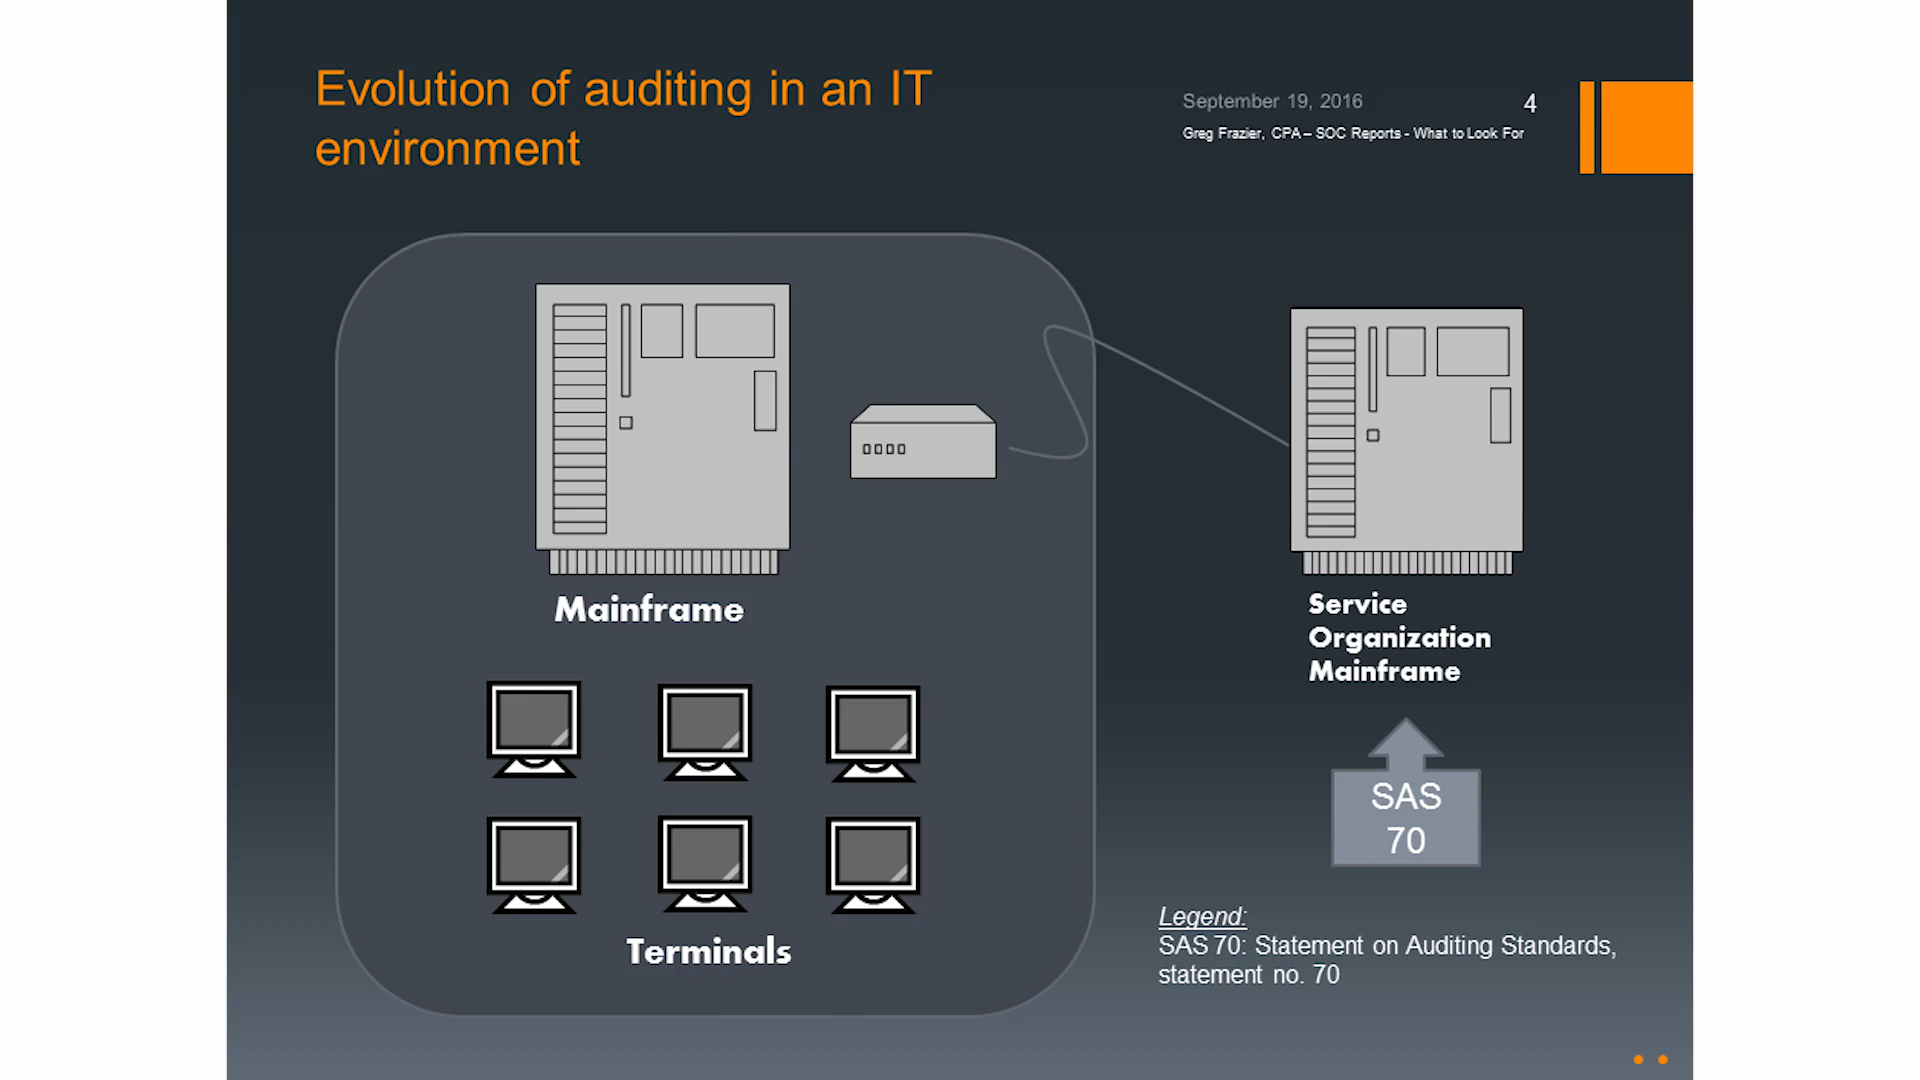 Evolution of auditing in an IT
environment
September 19, 2016
4
Greg Frazier, CPA – SOC Reports - What to Look For
Mainframe
Service
Organization
Mainframe
SAS
70
Terminals
Legend:
SAS 70: Statement on Auditing Standards,
statement no. 70